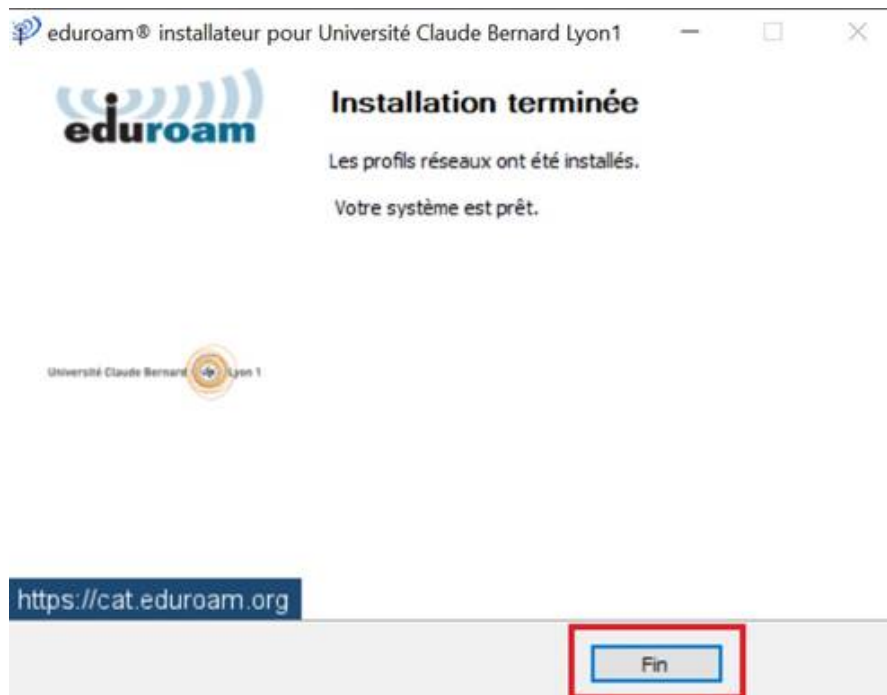 eduroam® installateur pour Université Claude Bernard Lyon1
eduroam
Installation terminée
Les profils réseaux ont été installés.
Votre système est prêt.
Université Claude Bernard Lyon 1
https://cat.eduroam.org
Fin